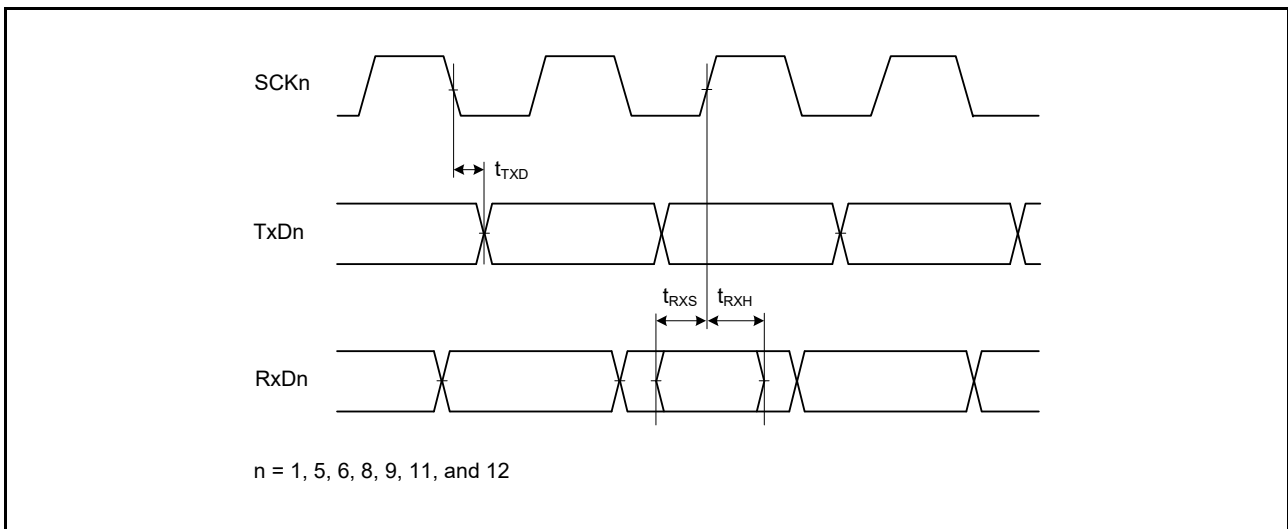 SCKn
tTXD
TxDn
tRXS tRXH
RxDn
n = 1, 5, 6, 8, 9, 11, and 12